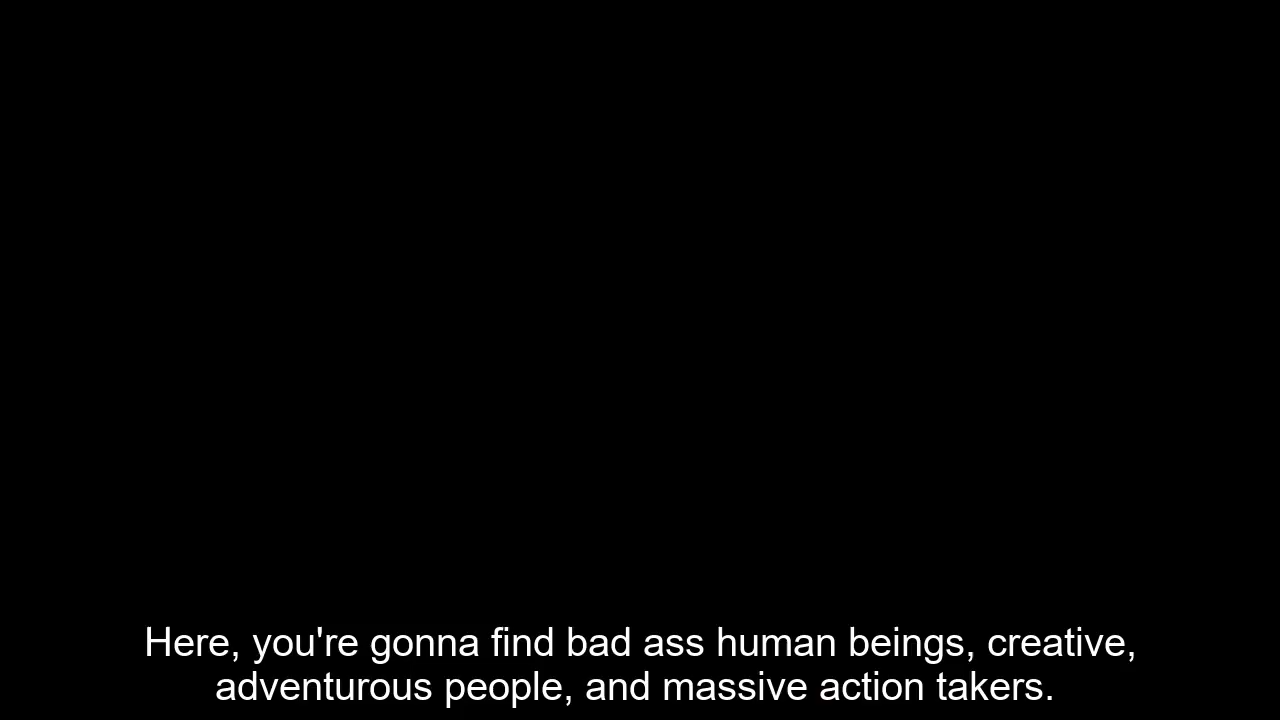 Here, you're gonna find bad ass human beings, creative,
adventurous people, and massive action takers.